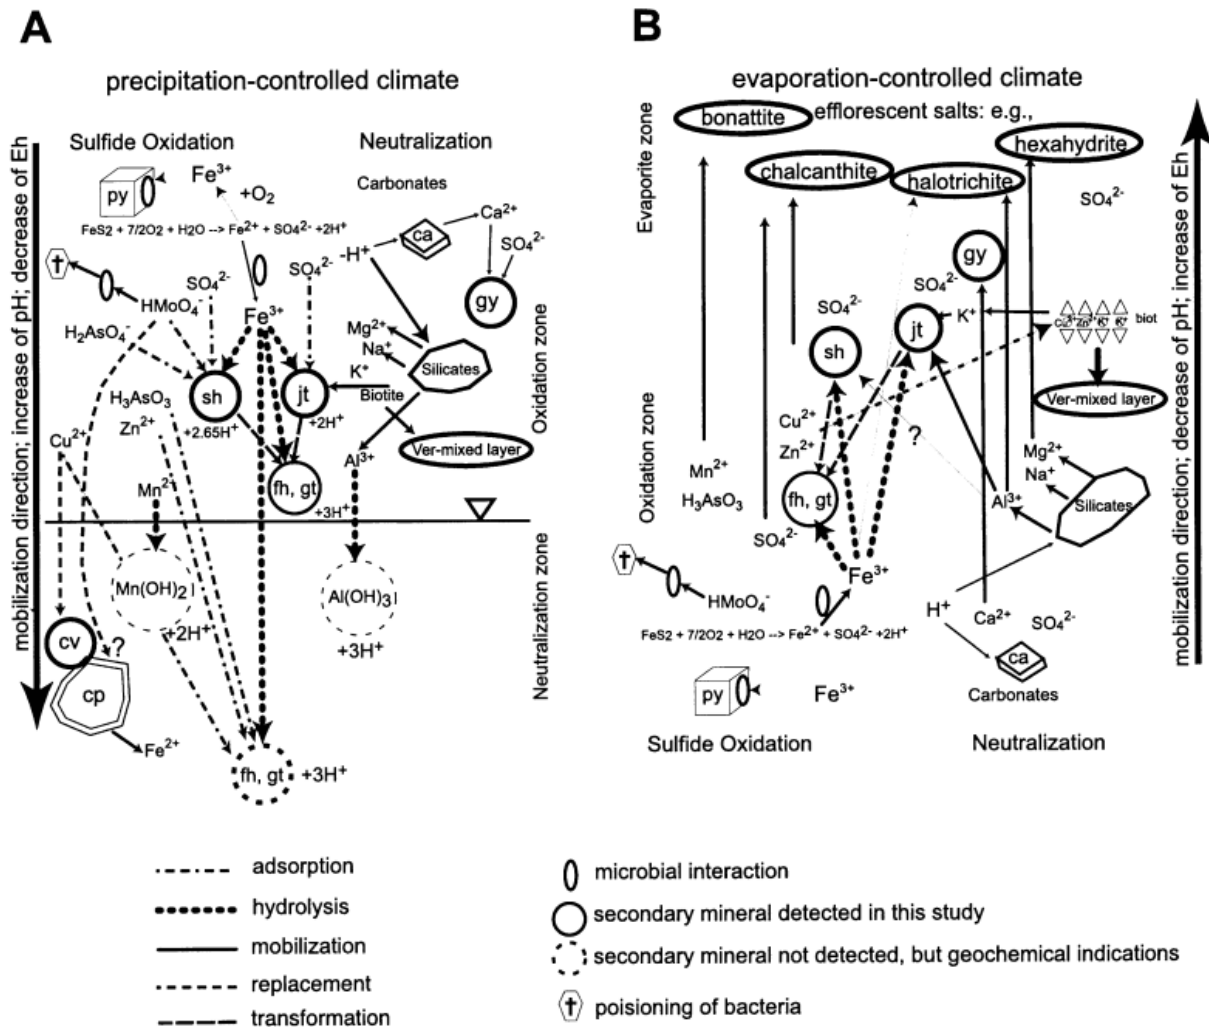 A
precipitation-controlled climate
Sulfide Oxidation
Neutralization
Fe³⁺
py
+O₂
Carbonates
FeS2 + 7/2O2 + H2O --> Fe²⁺ + SO₄²⁻ +2H⁺
Ca²⁺
ca
SO₄²⁻
-H⁺
SO₄²⁻
SO₄²⁻
HMoO₄⁻
Fe³⁺
gy
H₂AsO₄⁻
Mg²⁺
Na⁺
Silicates
K⁺
sh
jt
H₃AsO₃
Biotite
+2.65H⁺
+2H⁺
Zn²⁺
Cu²⁺
Ver-mixed layer
Al³⁺
Mn²⁺
fh, gt
+3H⁺
Mn(OH)₂
Al(OH)₃
+2H⁺
+3H⁺
cv
?
cp
Fe²⁺
fh, gt
+3H⁺
mobilization direction; increase of pH; decrease of Eh
Oxidation zone
Neutralization zone
B
evaporation-controlled climate
efflorescent salts: e.g.,
bonattite
hexahydrite
chalcanthite
halotrichite
SO₄²⁻
gy
SO₄²⁻
SO₄²⁻
K⁺
jt
Cu²⁺ Zn²⁺ K⁺ K⁺
biot
sh
Ver-mixed layer
Cu²⁺
?
Zn²⁺
Mg²⁺
Mn²⁺
Na⁺
H₃AsO₃
fh, gt
Al³⁺
Silicates
SO₄²⁻
Fe³⁺
HMoO₄⁻
H⁺
Ca²⁺
SO₄²⁻
FeS2 + 7/2O2 + H2O --> Fe²⁺ + SO₄²⁻ +2H⁺
ca
py
Fe³⁺
Carbonates
Sulfide Oxidation
Neutralization
Evaporite zone
Oxidation zone
mobilization direction; decrease of pH; increase of Eh
adsorption
hydrolysis
mobilization
replacement
transformation
microbial interaction
secondary mineral detected in this study
secondary mineral not detected, but geochemical indications
poisioning of bacteria